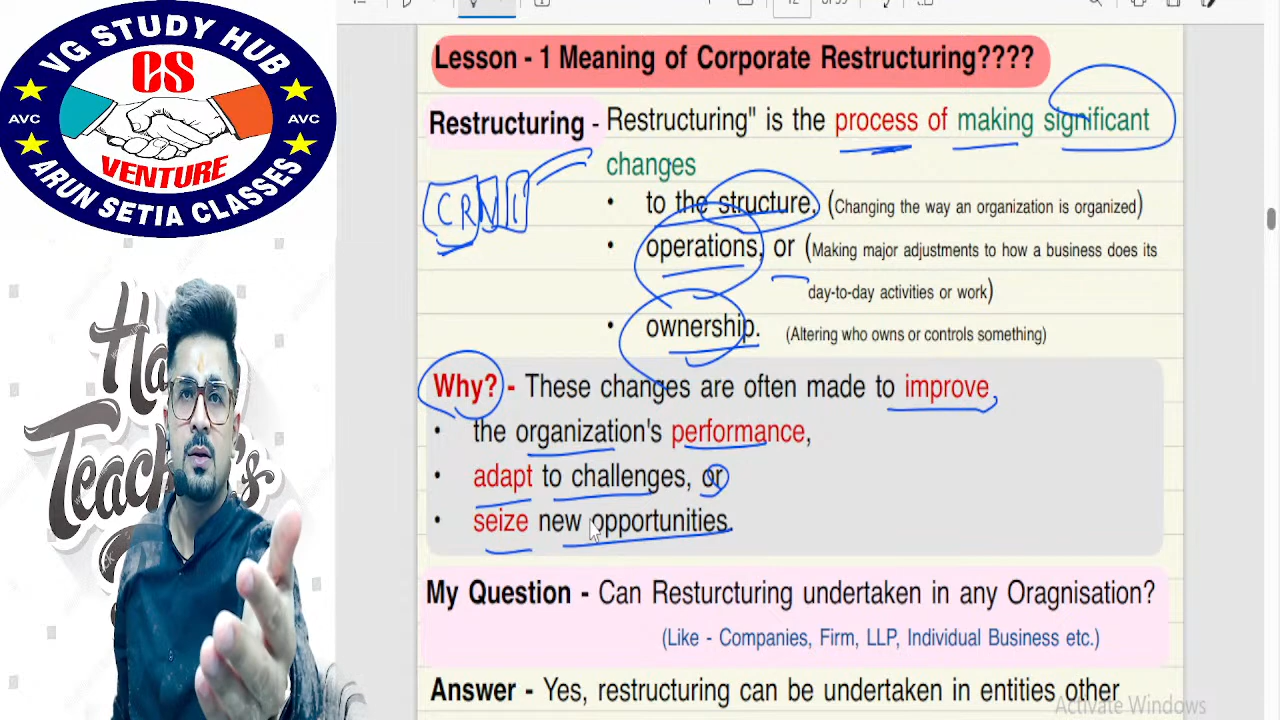 VG STUDY HUB
CS
AVC
AVC
VENTURE
ARUN SETIA CLASSES
Lesson - 1 Meaning of Corporate Restructuring????
Restructuring - Restructuring" is the process of making significant
changes
CRVI
• to the structure, (Changing the way an organization is organized)
• operations, or (Making major adjustments to how a business does its
day-to-day activities or work)
• ownership. (Altering who owns or controls something)
Why? - These changes are often made to improve,
• the organization's performance,
• adapt to challenges, or
• seize new opportunities.
My Question - Can Resturcturing undertaken in any Oragnisation?
(Like - Companies, Firm, LLP, Individual Business etc.)
Answer - Yes, restructuring can be undertaken in entities other
Activate Windows